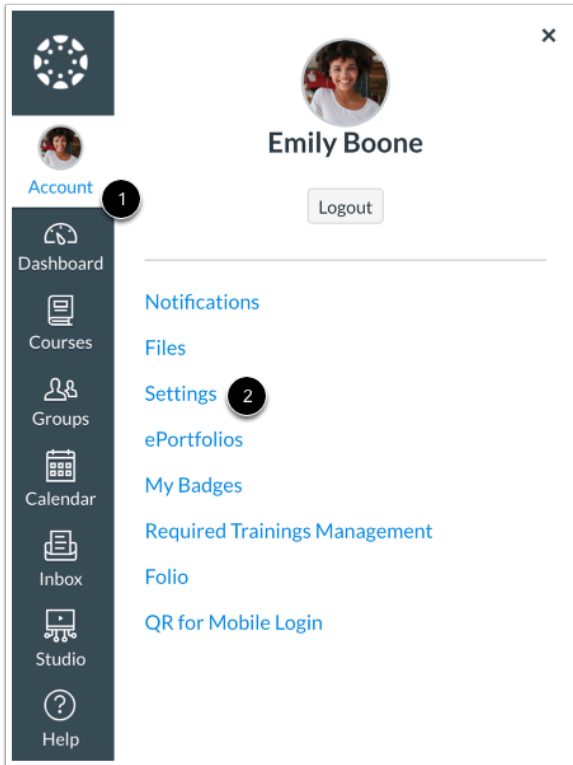 Account
1
Dashboard
Courses
Groups
Calendar
Inbox
Studio
Help
×
Emily Boone
Logout
Notifications
Files
Settings 2
ePortfolios
My Badges
Required Trainings Management
Folio
QR for Mobile Login